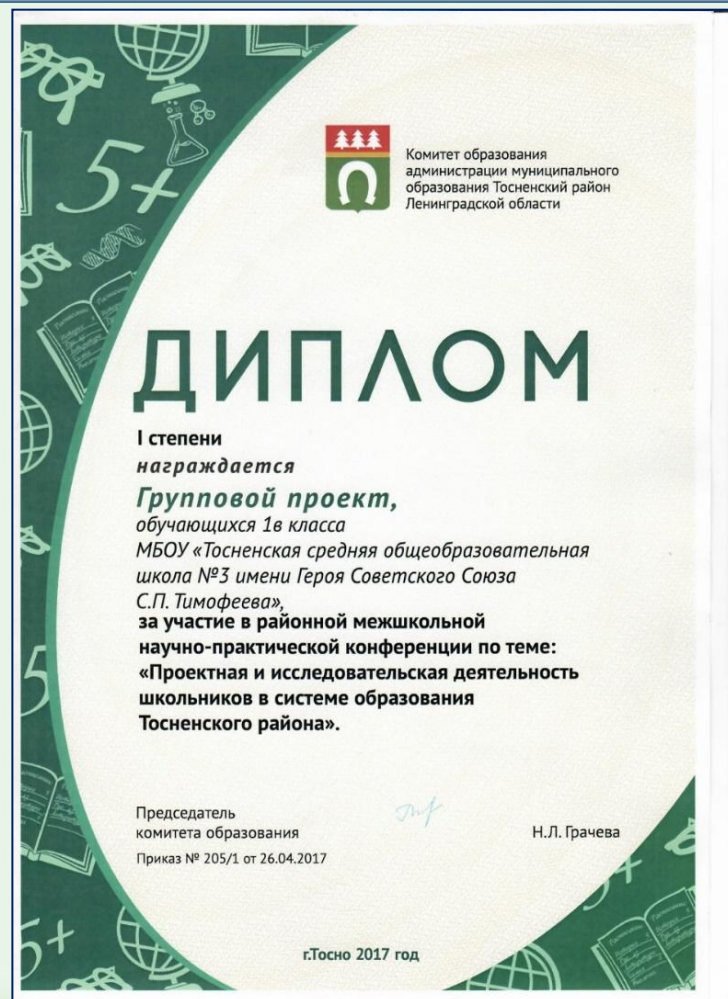 Комитет образования
администрации муниципального
образования Тосненский район
Ленинградской области
ДИПЛОМ
I степени
награждается
Групповой проект,
обучающихся 1в класса
МБОУ «Тосненская средняя общеобразовательная
школа №3 имени Героя Советского Союза
С.П. Тимофеева»,
за участие в районной межшкольной
научно-практической конференции по теме:
«Проектная и исследовательская деятельность
школьников в системе образования
Тосненского района».
Председатель
комитета образования
Н.Л. Грачева
Приказ № 205/1 от 26.04.2017
г.Тосно 2017 год
5+
5+
5
5+